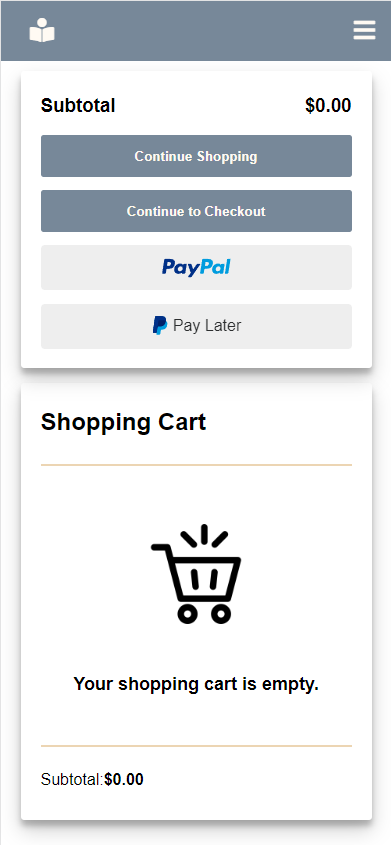 Subtotal $0.00
Continue Shopping
Continue to Checkout
PayPal
Pay Later
Shopping Cart
Your shopping cart is empty.
Subtotal:$0.00